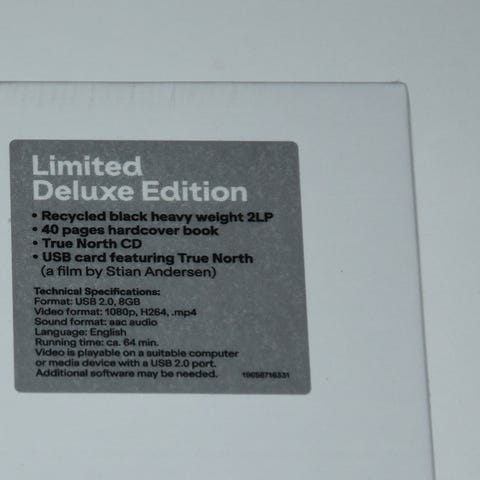 Limited
Deluxe Edition
• Recycled black heavy weight 2LP
• 40 pages hardcover book
• True North CD
• USB card featuring True North
(a film by Stian Andersen)
Technical Specifications:
Format: USB 2.0, 8GB
Video format: 1080p, H264, .mp4
Sound format: aac audio
Language: English
Running time: ca. 64 min.
Video is playable on a suitable computer
or media device with a USB 2.0 port.
Additional software may be needed.
19658716331